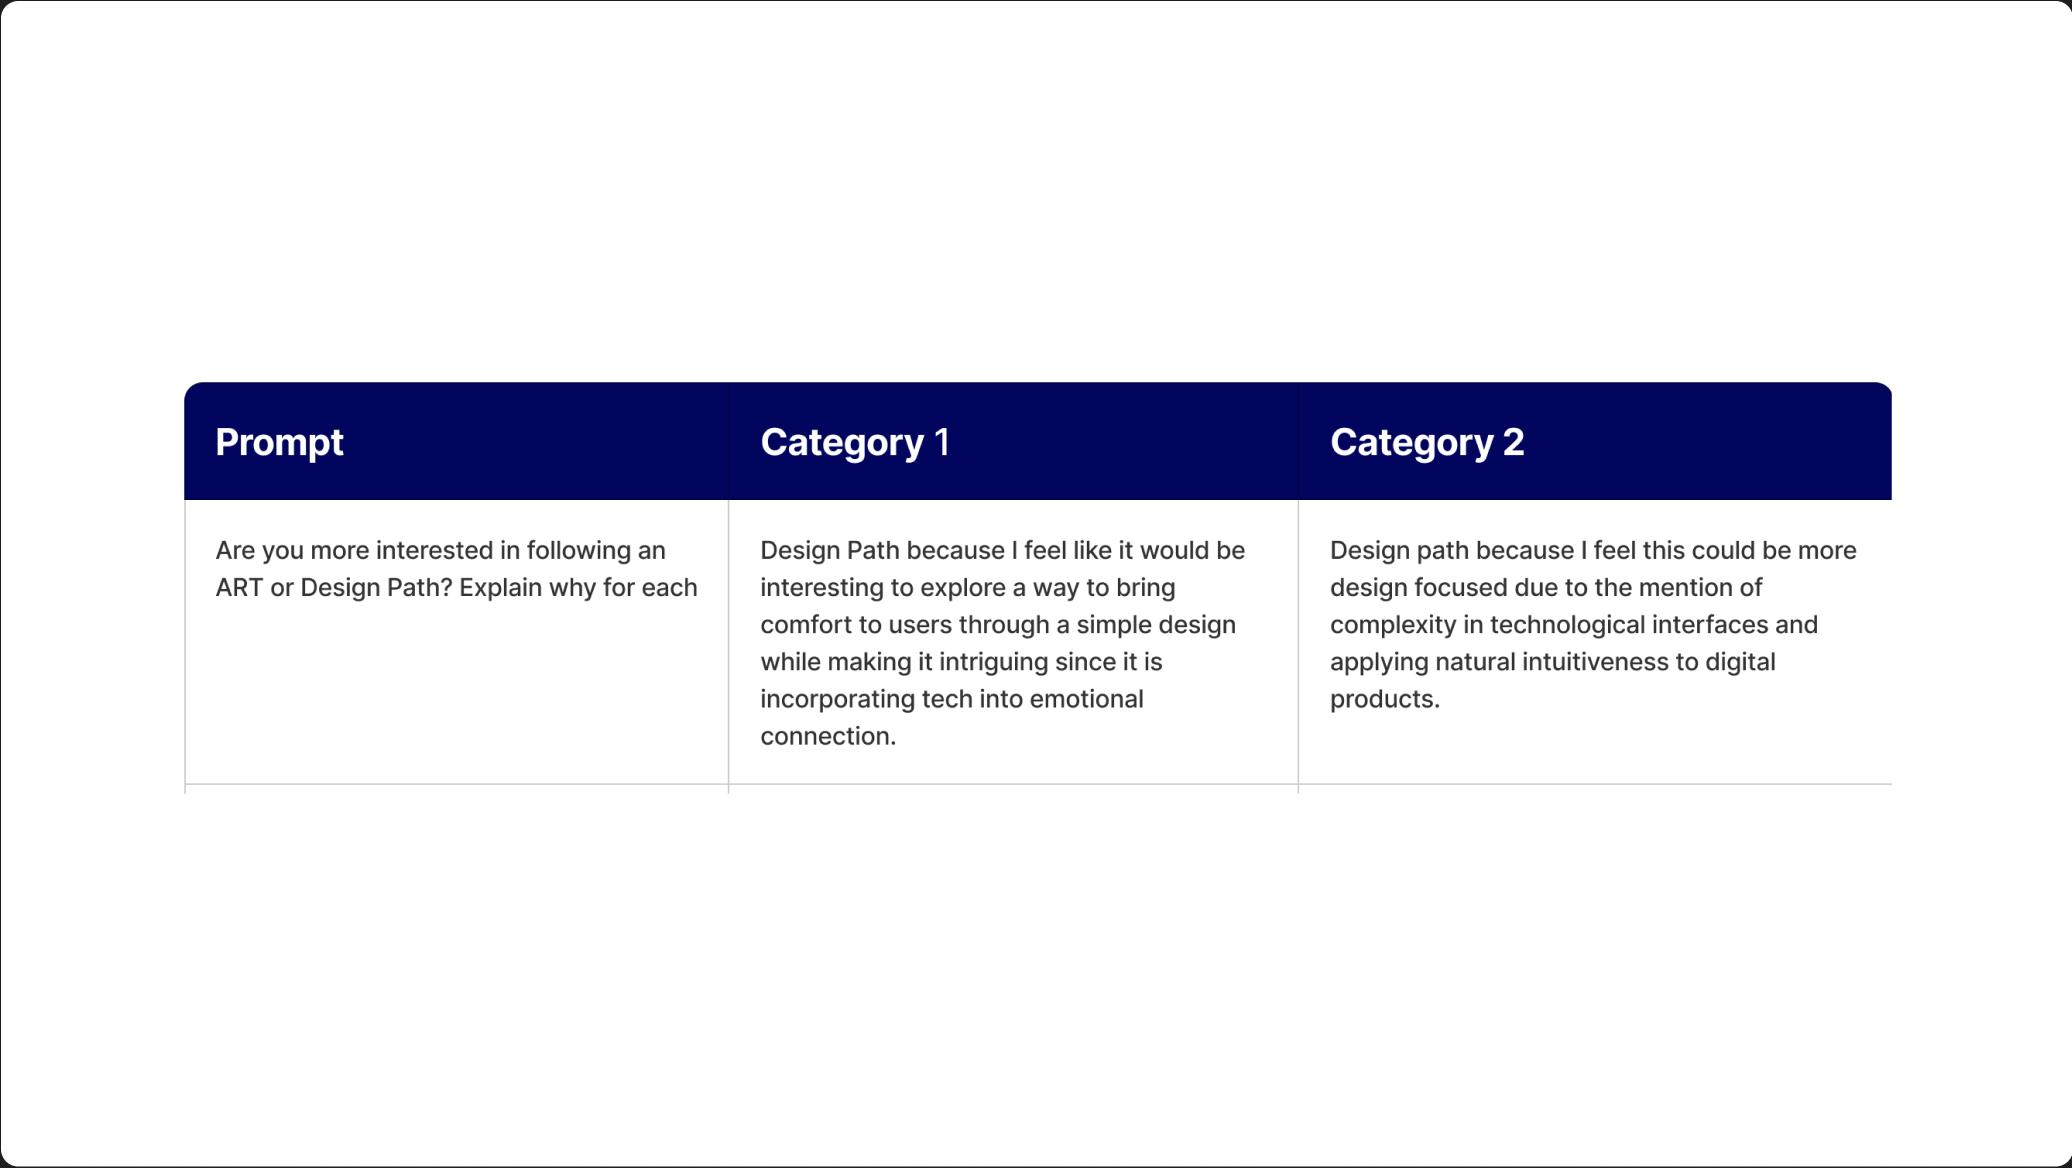 Prompt
Category 1
Category 2
Are you more interested in following an
ART or Design Path? Explain why for each
Design Path because I feel like it would be
interesting to explore a way to bring
comfort to users through a simple design
while making it intriguing since it is
incorporating tech into emotional
connection.
Design path because I feel this could be more
design focused due to the mention of
complexity in technological interfaces and
applying natural intuitiveness to digital
products.